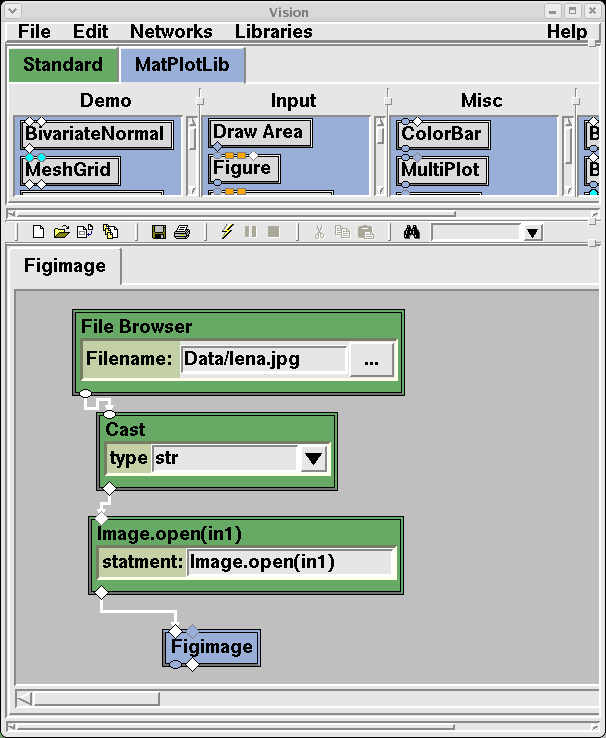 Vision
File Edit Networks Libraries Help
Standard MatPlotLib
Demo Input Misc
BivariateNormal Draw Area ColorBar B
MeshGrid Figure MultiPlot B
Figimage
File Browser
Filename: Data/lena.jpg ...
Cast
type str
Image.open(in1)
statment: Image.open(in1)
Figimage